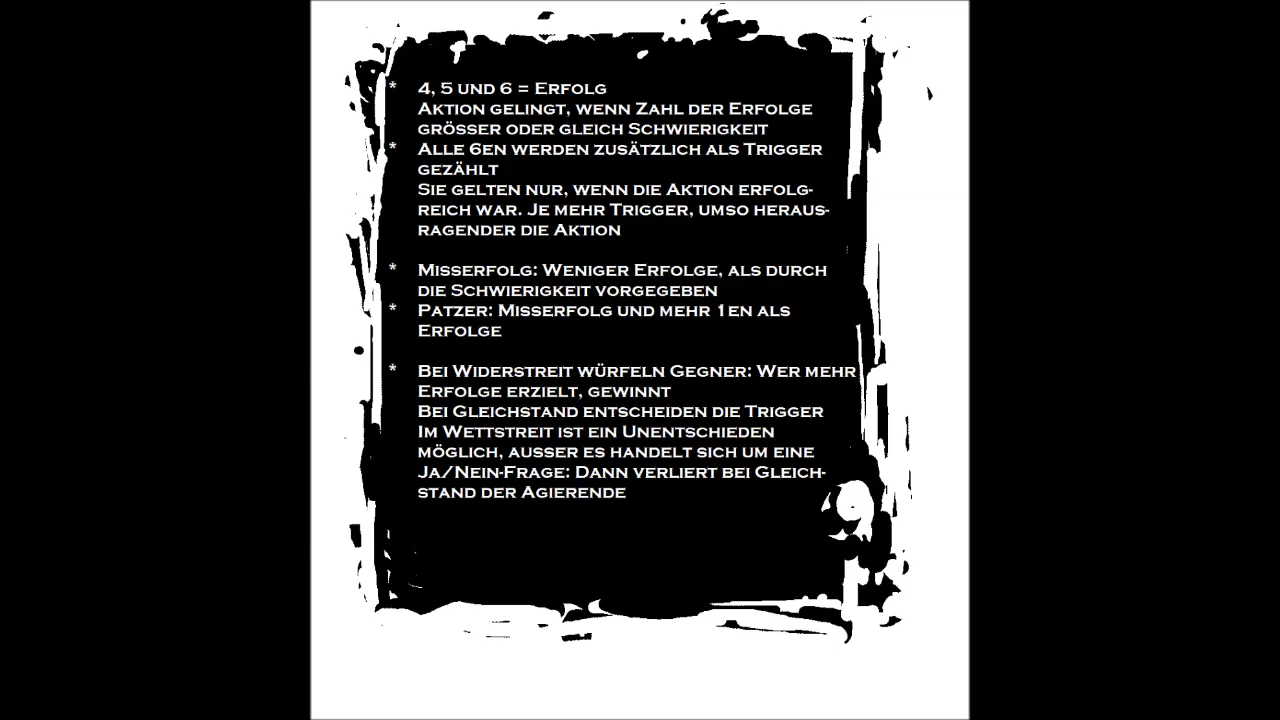 * 4, 5 und 6 = Erfolg
Aktion gelingt, wenn Zahl der Erfolge
grösser oder gleich Schwierigkeit
* Alle 6en werden zusätzlich als Trigger
gezählt
Sie gelten nur, wenn die Aktion erfolg-
reich war. Je mehr Trigger, umso heraus-
ragender die Aktion
* Misserfolg: Weniger Erfolge, als durch
die Schwierigkeit vorgegeben
* Patzer: Misserfolg und mehr 1en als
Erfolge
* Bei Widerstreit würfeln Gegner: Wer mehr
Erfolge erzielt, gewinnt
Bei Gleichstand entscheiden die Trigger
Im Wettstreit ist ein Unentschieden
möglich, ausser es handelt sich um eine
Ja/Nein-Frage: Dann verliert bei Gleich-
stand der Agierende